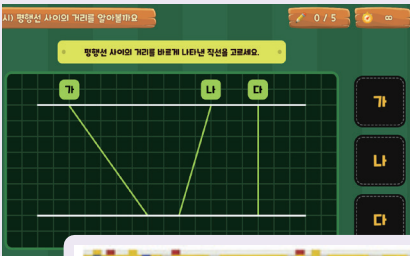 시) 평행선 사이의 거리를 알아볼까요
0 / 5
∞
평행선 사이의 거리를 바르게 나타낸 직선을 고르세요.
가 나 다
가
나
다